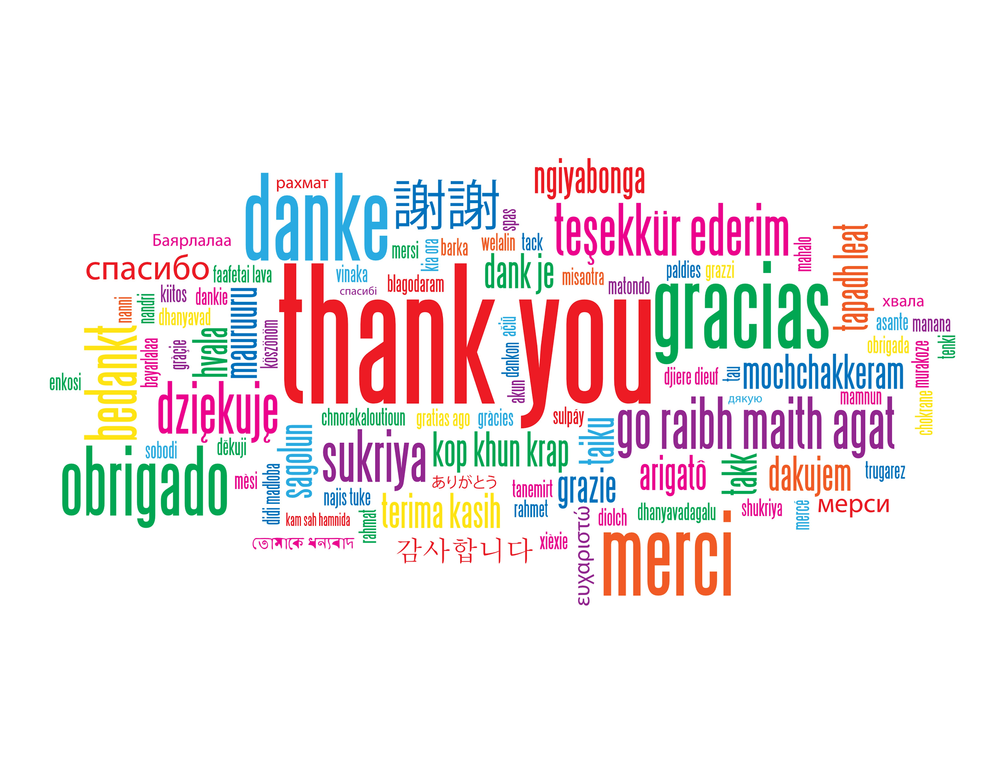 ngiyabonga
danke
рахмат
謝謝
teşekkür ederim
spas
Баярлалаа
mersi
kia ora
barka
welalin
tack
mahalo
tapadh leat
спасибо
faafetai lava
vinaka
спасибі
blagodaram
dank je
misaotra
matondo
paldies
grazzi
nanni
nandri
kiitos
dankie
dhanyavad
mauruuru
thank you
gracias
хвала
asante
manana
bedankt
bayarlalaa
hvala
köszönöm
ačiū
dankon
akun
obrigada
murakoze
tenki
enkosi
dziękuję
djiere dieuf
tau
mochchakkeram
дякую
mamnun
chokrane
chnorakaloutioun
gratias ago
gràcies
sulpáy
taiku
go raibh maith agat
obrigado
sobodi
děkuji
mèsi
didi madloba
sagolun
sukriya
kop khun krap
ありがとう
tanemirt
grazie
arigatô
takk
dakujem
trugarez
najis tuke
kam sah hamnida
rahmat
terima kasih
rahmet
diolch
dhanyavadagalu
shukriya
mercè
мерси
তোমাকে ধন্যবাদ
감사합니다
xièxie
ευχαριστώ
merci